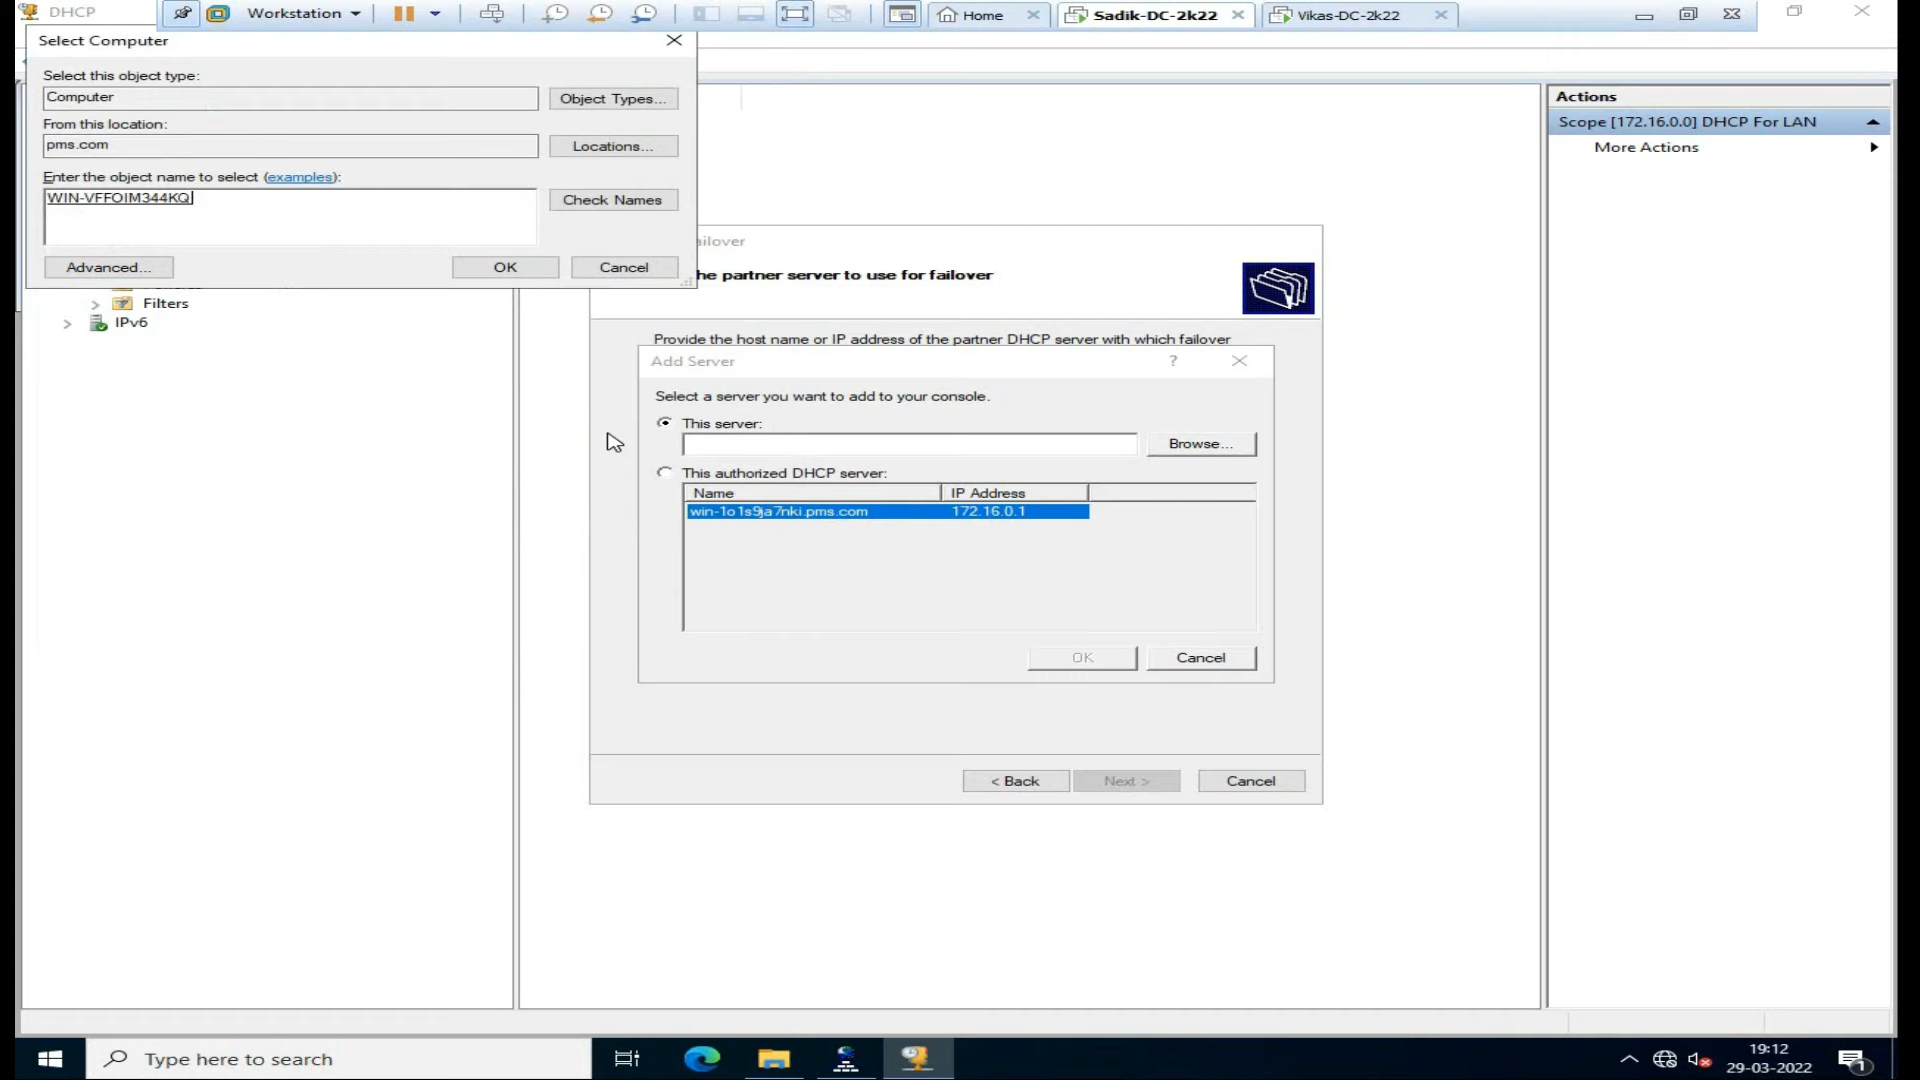 DHCP
Workstation
Home
Sadik-DC-2k22
Vikas-DC-2k22
Select Computer
Select this object type:
Computer
Object Types...
From this location:
pms.com
Locations...
Enter the object name to select (examples):
WIN-VFFOIM344KQ
Check Names
Advanced...
OK
Cancel
Filters
IPv6
ilover
he partner server to use for failover
Provide the host name or IP address of the partner DHCP server with which failover
Add Server
?
Select a server you want to add to your console.
This server:
Browse...
This authorized DHCP server:
Name
IP Address
win-1o1s9ja7nki.pms.com
172.16.0.1
OK
Cancel
< Back
Next >
Cancel
Actions
Scope [172.16.0.0] DHCP For LAN
More Actions
Type here to search
19:12
29-03-2022
1